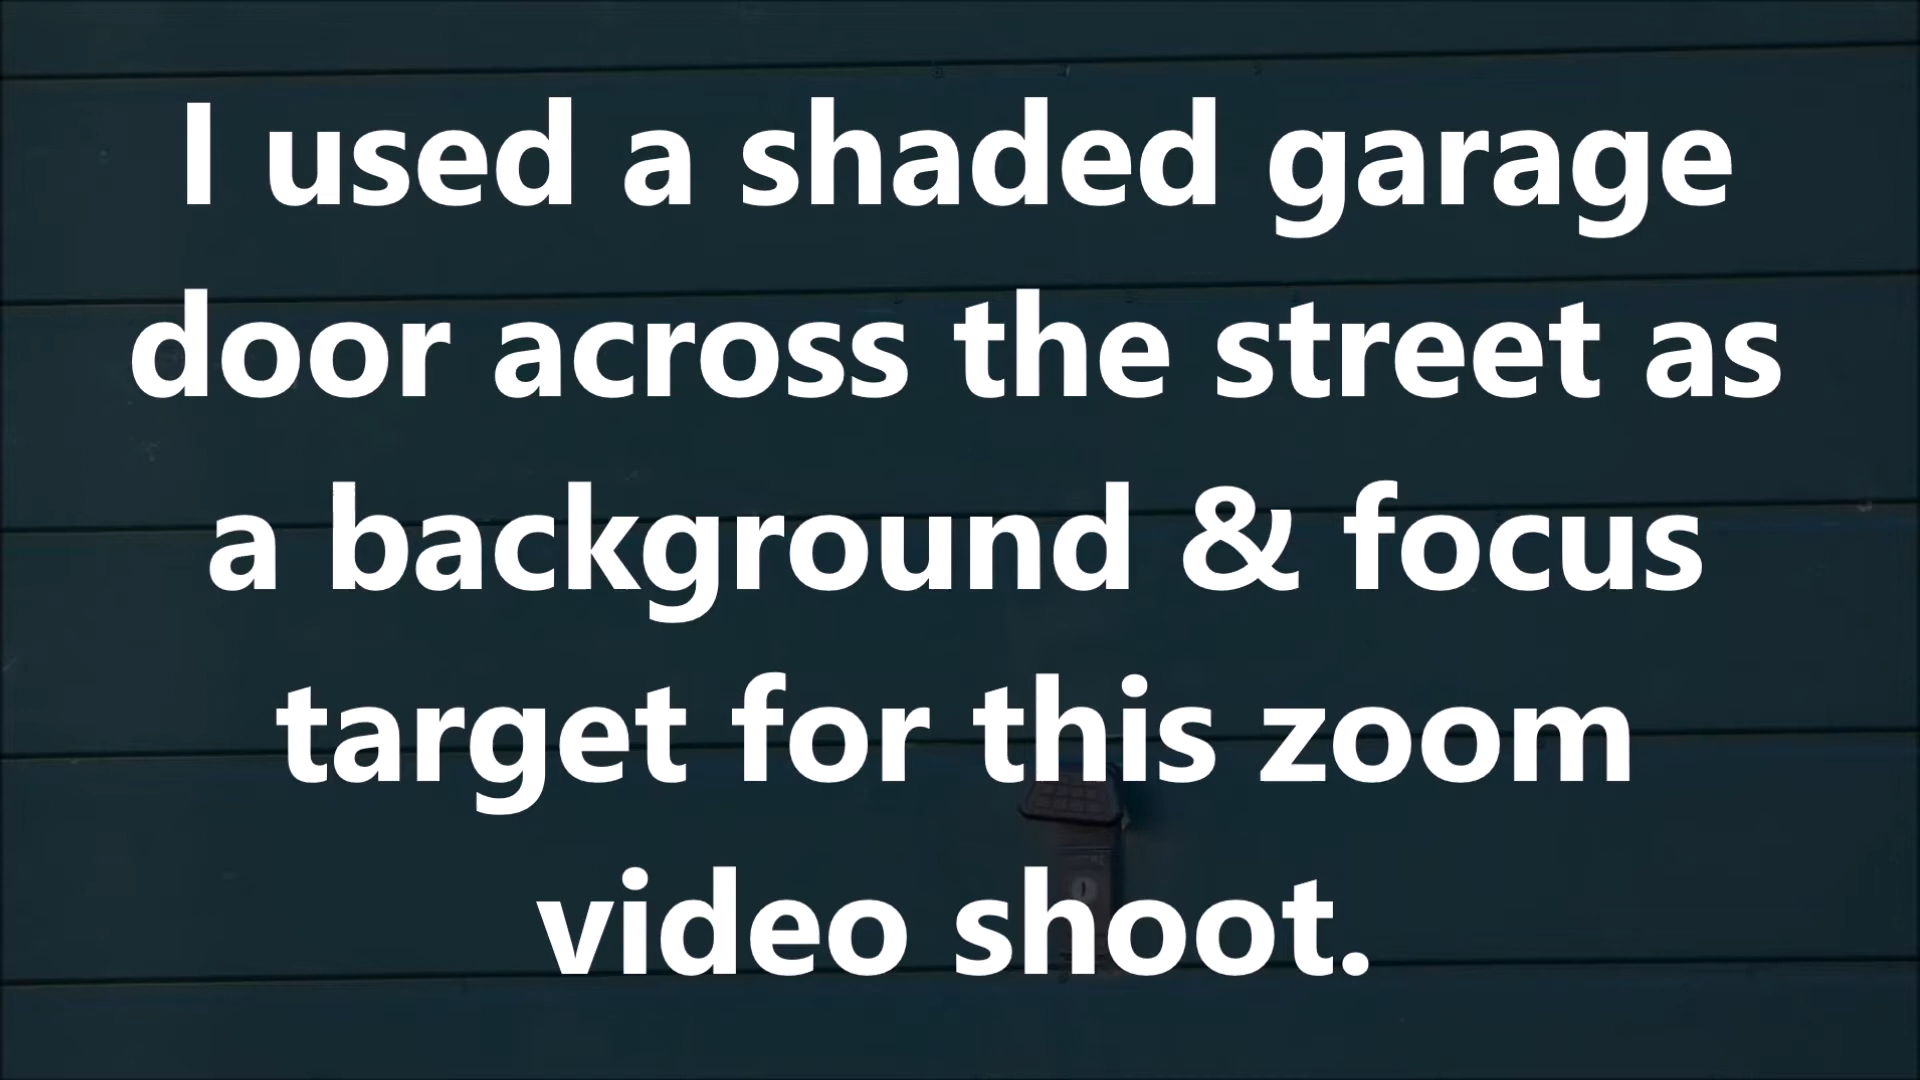 I used a shaded garage
door across the street as
a background & focus
target for this zoom
video shoot.